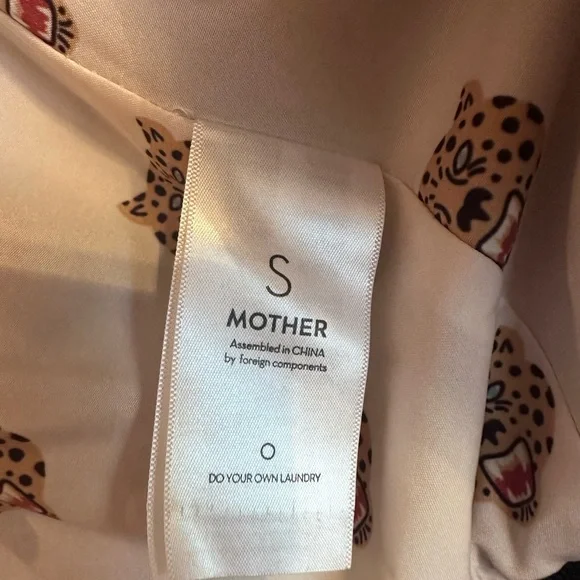 S
MOTHER
Assembled in CHINA
by foreign components
O
DO YOUR OWN LAUNDRY